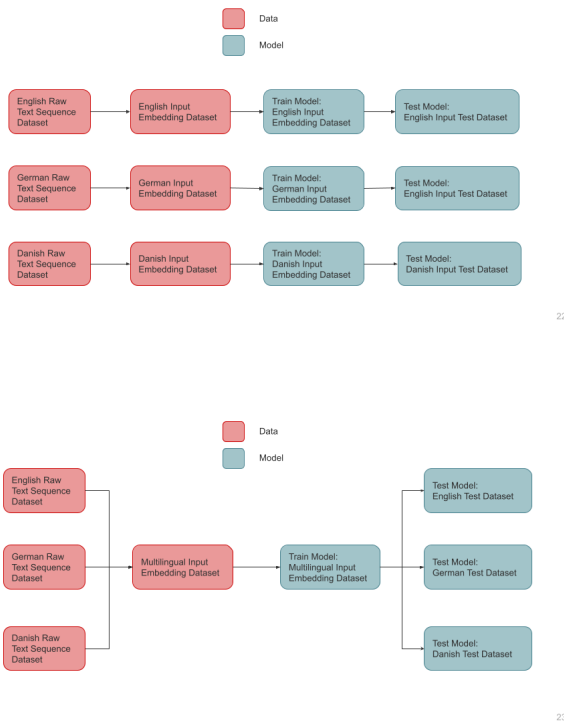 Data
Model
English Raw
Text Sequence
Dataset
English Input
Embedding Dataset
Train Model:
English Input
Embedding Dataset
Test Model:
English Input Test Dataset
German Raw
Text Sequence
Dataset
German Input
Embedding Dataset
Train Model:
German Input
Embedding Dataset
Test Model:
English Input Test Dataset
Danish Raw
Text Sequence
Dataset
Danish Input
Embedding Dataset
Train Model:
Danish Input
Embedding Dataset
Test Model:
Danish Input Test Dataset
22
Data
Model
English Raw
Text Sequence
Dataset
German Raw
Text Sequence
Dataset
Danish Raw
Text Sequence
Dataset
Multilingual Input
Embedding Dataset
Train Model:
Multilingual Input
Embedding Dataset
Test Model:
English Test Dataset
Test Model:
German Test Dataset
Test Model:
Danish Test Dataset